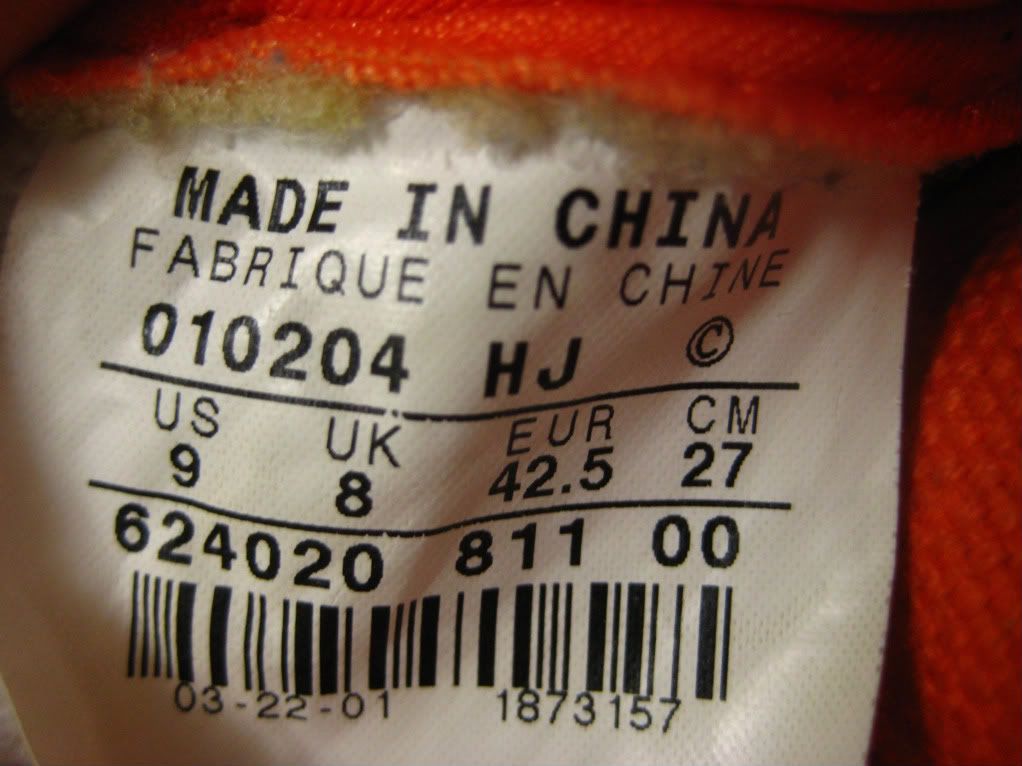 MADE IN CHINA
FABRIQUE EN CHINE
010204 HJ ©
US UK EUR CM
9 8 42.5 27
624020 811 00
03-22-01 1873157